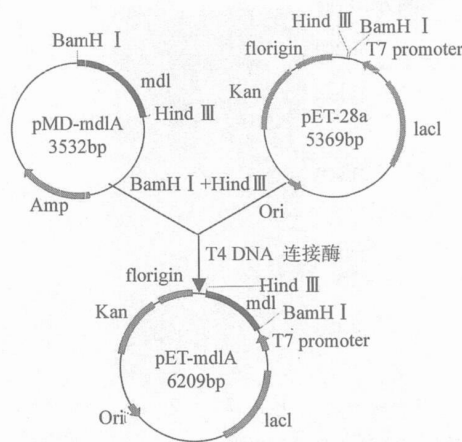 BamH Ⅰ
mdl
Hind Ⅲ
pMD-mdlA
3532bp
Amp
Hind Ⅲ
BamH Ⅰ
T7 promoter
florigin
Kan
pET-28a
5369bp
lacl
Ori
BamH Ⅰ +Hind Ⅲ
T4 DNA 连接酶
florigin
Hind Ⅲ
mdl
BamH Ⅰ
T7 promoter
Kan
pET-mdlA
6209bp
Ori
lacl